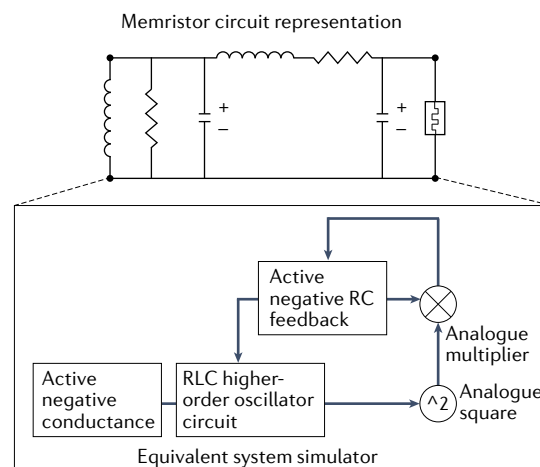 Memristor circuit representation
+
−
+
−
Active
negative RC
feedback
Analogue
multiplier
Active
negative
conductance
RLC higher-
order oscillator
circuit
^2
Analogue
square
Equivalent system simulator